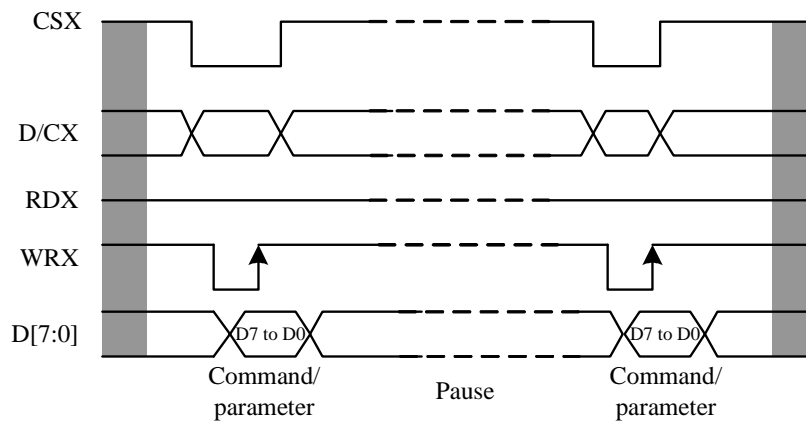 CSX
D/CX
RDX
WRX
D[7:0]
D7 to D0
D7 to D0
Command/
parameter
Pause
Command/
parameter